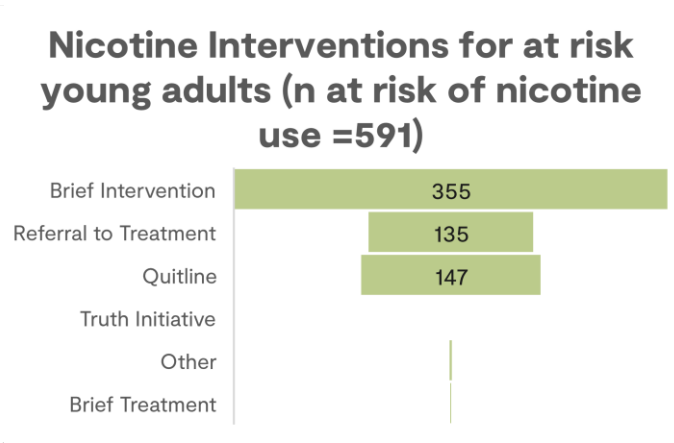 Nicotine Interventions for at risk
young adults (n at risk of nicotine
use =591)
Brief Intervention
355
Referral to Treatment
135
Quitline
147
Truth Initiative
Other
Brief Treatment